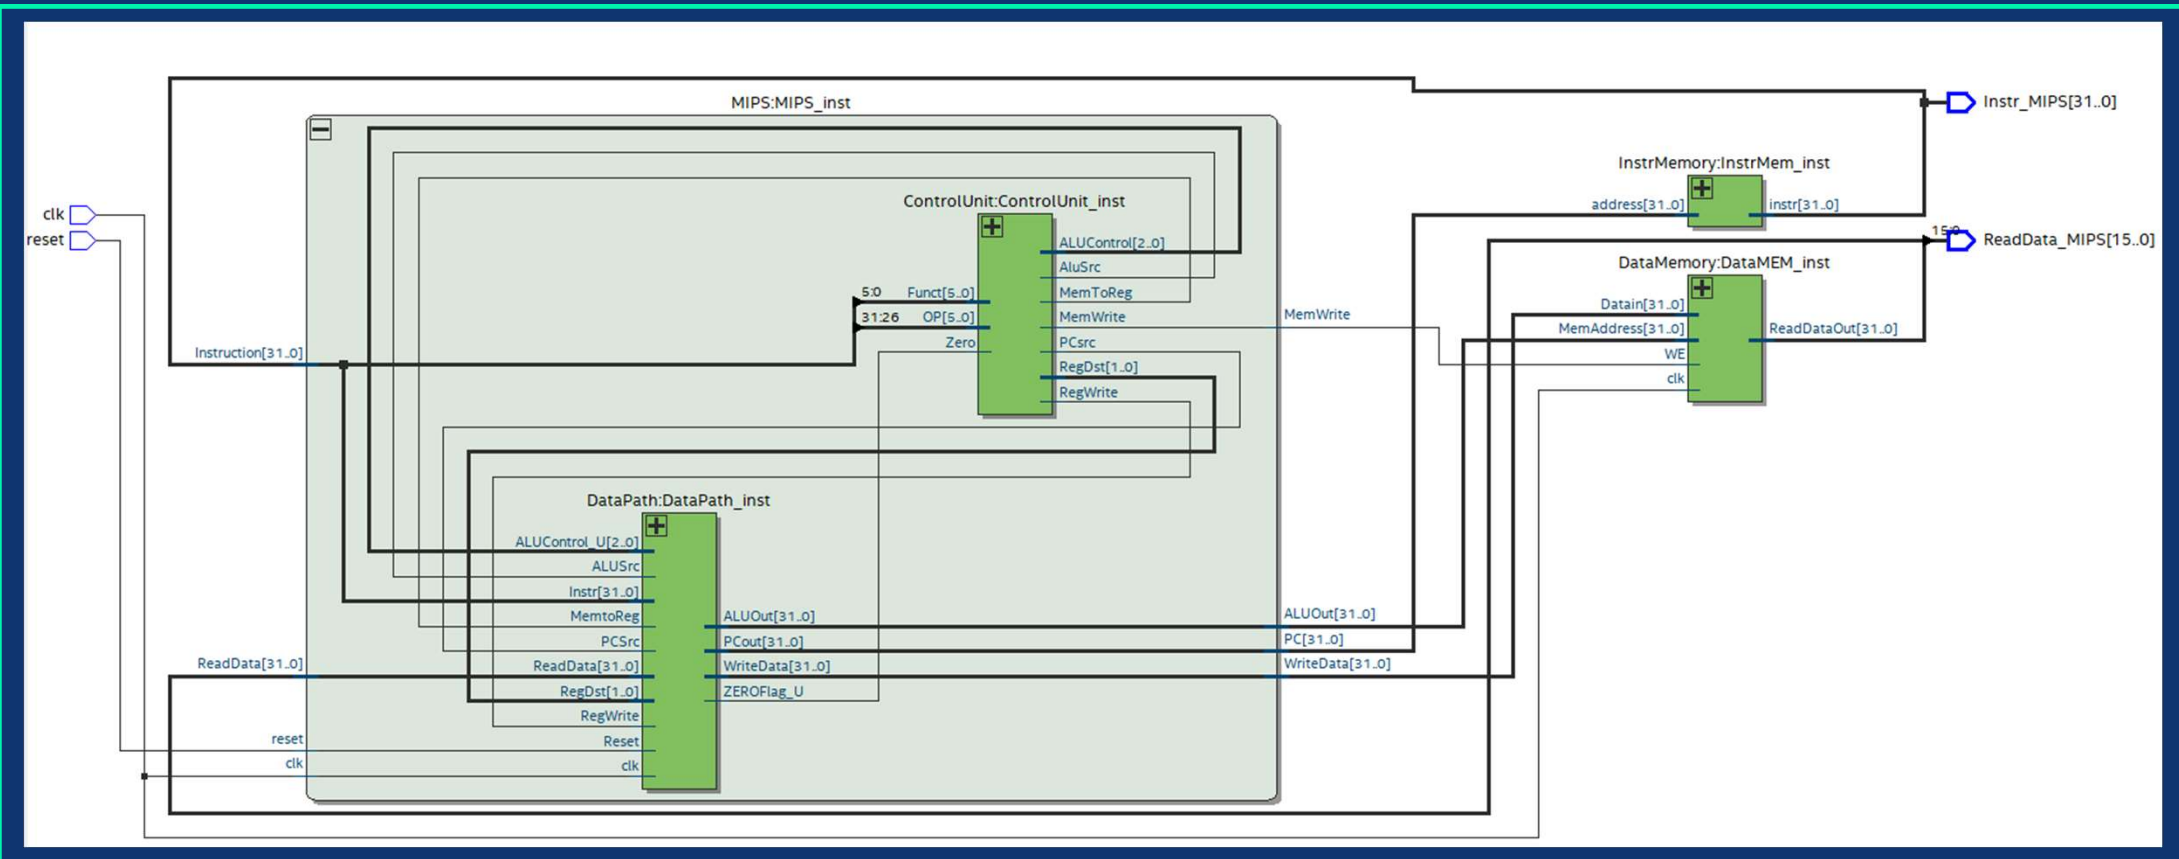 MIPS:MIPS_inst
Instr_MIPS[31..0]
InstrMemory:InstrMem_inst
ControlUnit:ControlUnit_inst
address[31..0]
instr[31..0]
clk
reset
15:0
ReadData_MIPS[15..0]
ALUControl[2..0]
AluSrc
DataMemory:DataMEM_inst
5:0
Funct[5..0]
MemToReg
Datain[31..0]
31:26
OP[5..0]
MemWrite
MemWrite
MemAddress[31..0]
ReadDataOut[31..0]
Zero
PCsrc
WE
Instruction[31..0]
RegDst[1..0]
clk
RegWrite
DataPath:DataPath_inst
ALUControl_U[2..0]
ALUSrc
Instr[31..0]
MemtoReg
ALUOut[31..0]
ALUOut[31..0]
PCSrc
PCout[31..0]
PC[31..0]
ReadData[31..0]
ReadData[31..0]
WriteData[31..0]
WriteData[31..0]
RegDst[1..0]
ZEROFlag_U
RegWrite
reset
Reset
clk
clk